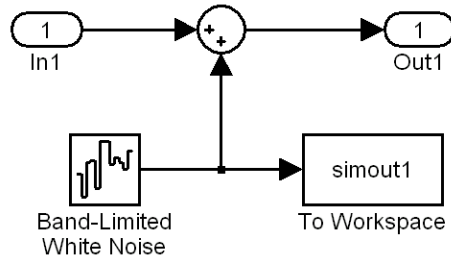 1
In1
++
1
Out1
Band-Limited
White Noise
simout1
To Workspace